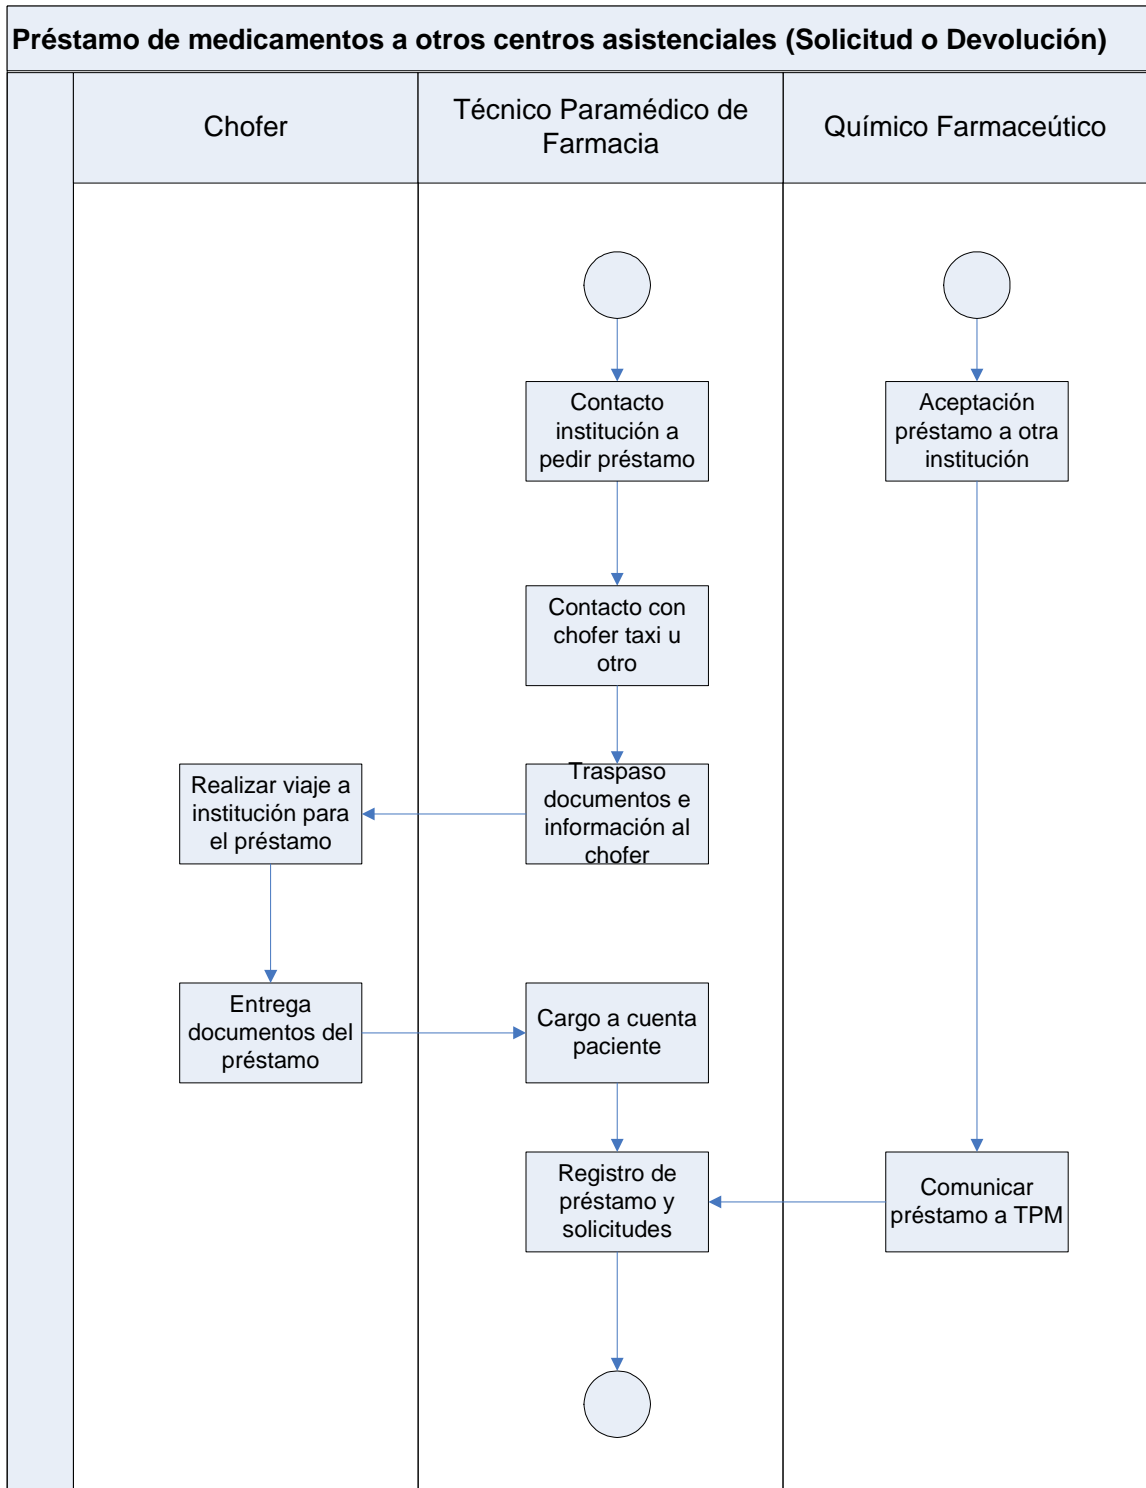 Préstamo de medicamentos a otros centros asistenciales (Solicitud o Devolución)
Chofer
Técnico Paramédico de
Farmacia
Químico Farmaceútico
Contacto
institución a
pedir préstamo
Aceptación
préstamo a otra
institución
Contacto con
chofer taxi u
otro
Realizar viaje a
institución para
el préstamo
Traspaso
documentos e
información al
chofer
Entrega
documentos del
préstamo
Cargo a cuenta
paciente
Registro de
préstamo y
solicitudes
Comunicar
préstamo a TPM